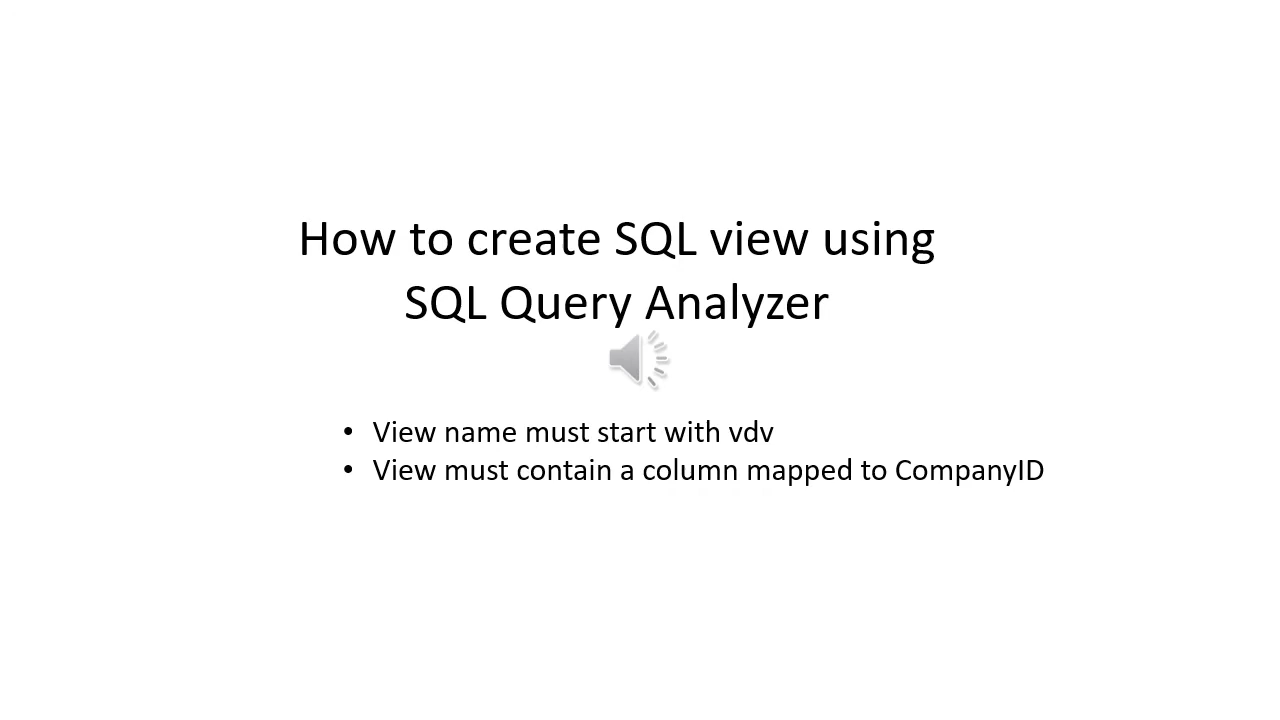 How to create SQL view using
SQL Query Analyzer
• View name must start with vdv
• View must contain a column mapped to CompanyID